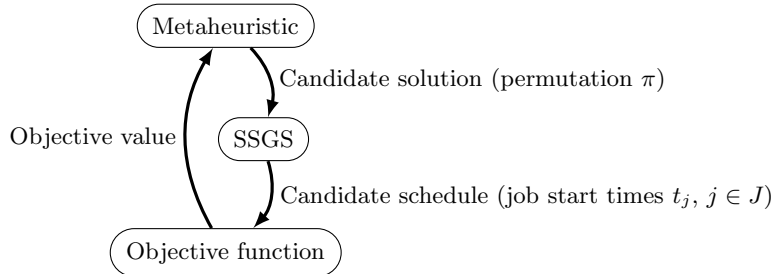 Metaheuristic
Candidate solution (permutation π)
Objective value
SSGS
Candidate schedule (job start times t_j, j ∈ J)
Objective function